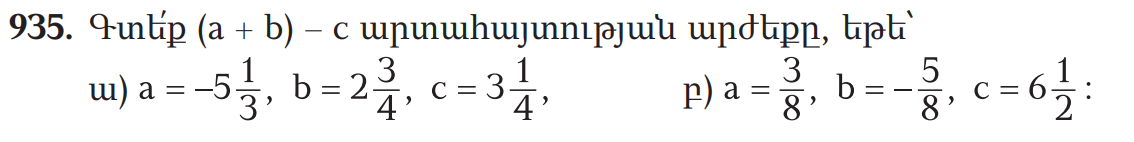 935. Գտե՛ք (a + b) – c արտահայտության արժեքը, եթե՝
ա) a = –5 1/3, b = 2 3/4, c = 3 1/4, բ) a = 3/8, b = – 5/8, c = 6 1/2 :